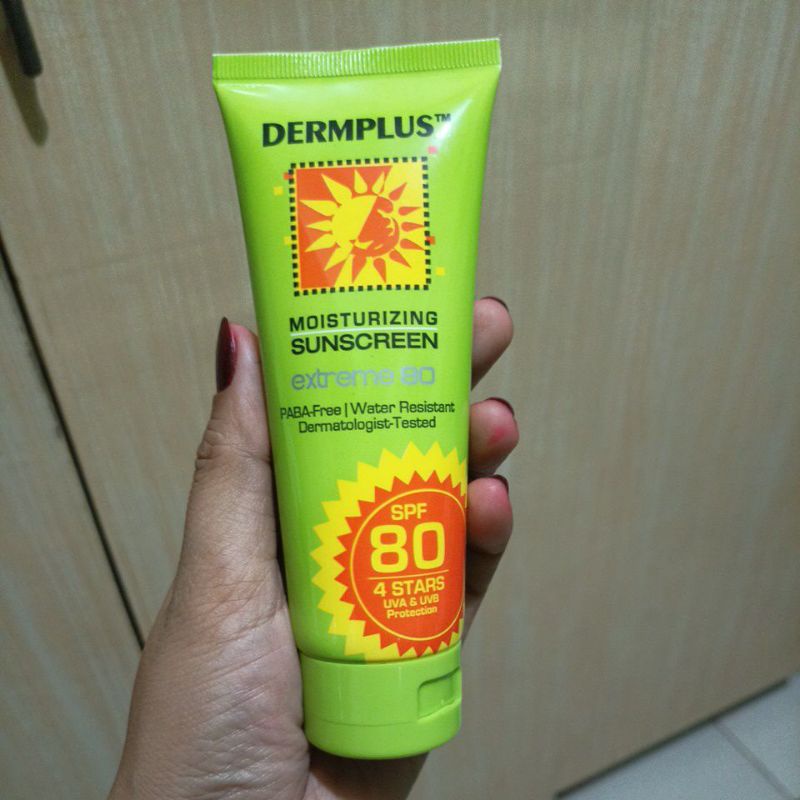 DERMPLUS™
MOISTURIZING
SUNSCREEN
extreme 80
PABA-Free | Water Resistant
Dermatologist-Tested
SPF
80
4 STARS
UVA & UVB
Protection